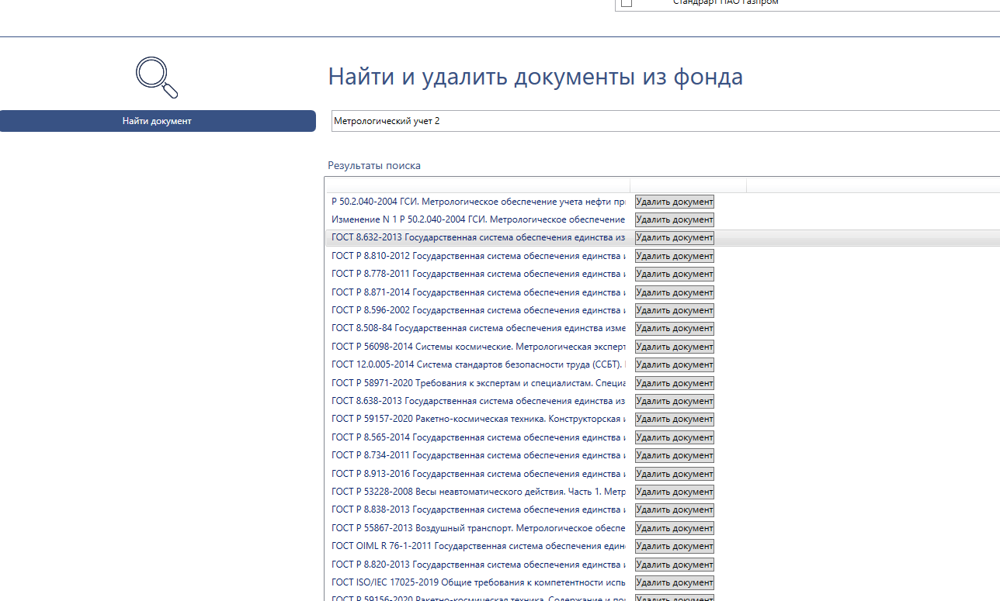 Стандрарт ПАО Газпром
Найти и удалить документы из фонда
Найти документ
Метрологический учет 2
Результаты поиска
Р 50.2.040-2004 ГСИ. Метрологическое обеспечение учета нефти при Удалить документ
Изменение N 1 Р 50.2.040-2004 ГСИ. Метрологическое обеспечение Удалить документ
ГОСТ 8.632-2013 Государственная система обеспечения единства из Удалить документ
ГОСТ Р 8.810-2012 Государственная система обеспечения единства и Удалить документ
ГОСТ Р 8.778-2011 Государственная система обеспечения единства и Удалить документ
ГОСТ Р 8.871-2014 Государственная система обеспечения единства и Удалить документ
ГОСТ Р 8.596-2002 Государственная система обеспечения единства и Удалить документ
ГОСТ 8.508-84 Государственная система обеспечения единства изме Удалить документ
ГОСТ Р 56098-2014 Системы космические. Метрологическая эксперт Удалить документ
ГОСТ 12.0.005-2014 Система стандартов безопасности труда (ССБТ). Удалить документ
ГОСТ Р 58971-2020 Требования к экспертам и специалистам. Специа Удалить документ
ГОСТ 8.638-2013 Государственная система обеспечения единства из Удалить документ
ГОСТ Р 59157-2020 Ракетно-космическая техника. Конструкторская и Удалить документ
ГОСТ Р 8.565-2014 Государственная система обеспечения единства и Удалить документ
ГОСТ Р 8.734-2011 Государственная система обеспечения единства и Удалить документ
ГОСТ Р 8.913-2016 Государственная система обеспечения единства и Удалить документ
ГОСТ Р 53228-2008 Весы неавтоматического действия. Часть 1. Метр Удалить документ
ГОСТ Р 8.838-2013 Государственная система обеспечения единства и Удалить документ
ГОСТ Р 55867-2013 Воздушный транспорт. Метрологическое обеспе Удалить документ
ГОСТ OIML R 76-1-2011 Государственная система обеспечения един Удалить документ
ГОСТ Р 8.820-2013 Государственная система обеспечения единства и Удалить документ
ГОСТ ISO/IEC 17025-2019 Общие требования к компетентности испы Удалить документ
ГОСТ Р 59156-2020 Ракетно-космическая техника. Содержание и по Удалить документ